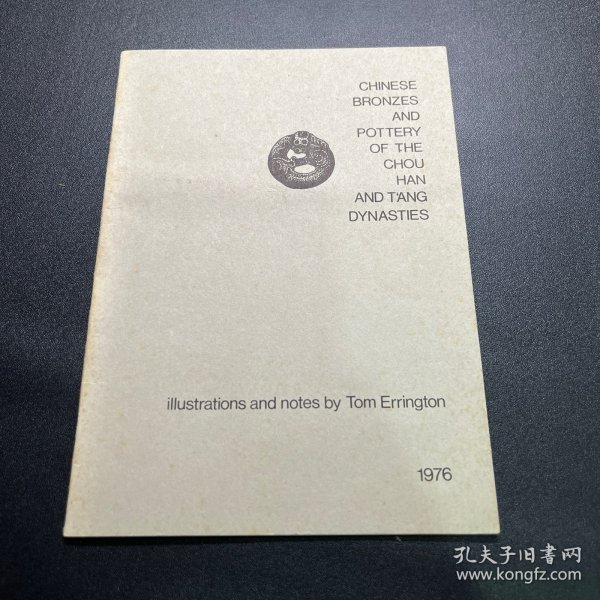 CHINESE
BRONZES
AND
POTTERY
OF THE
CHOU
HAN
AND T'ANG
DYNASTIES
illustrations and notes by Tom Errington
1976
孔夫子旧書网
www.kongfz.com